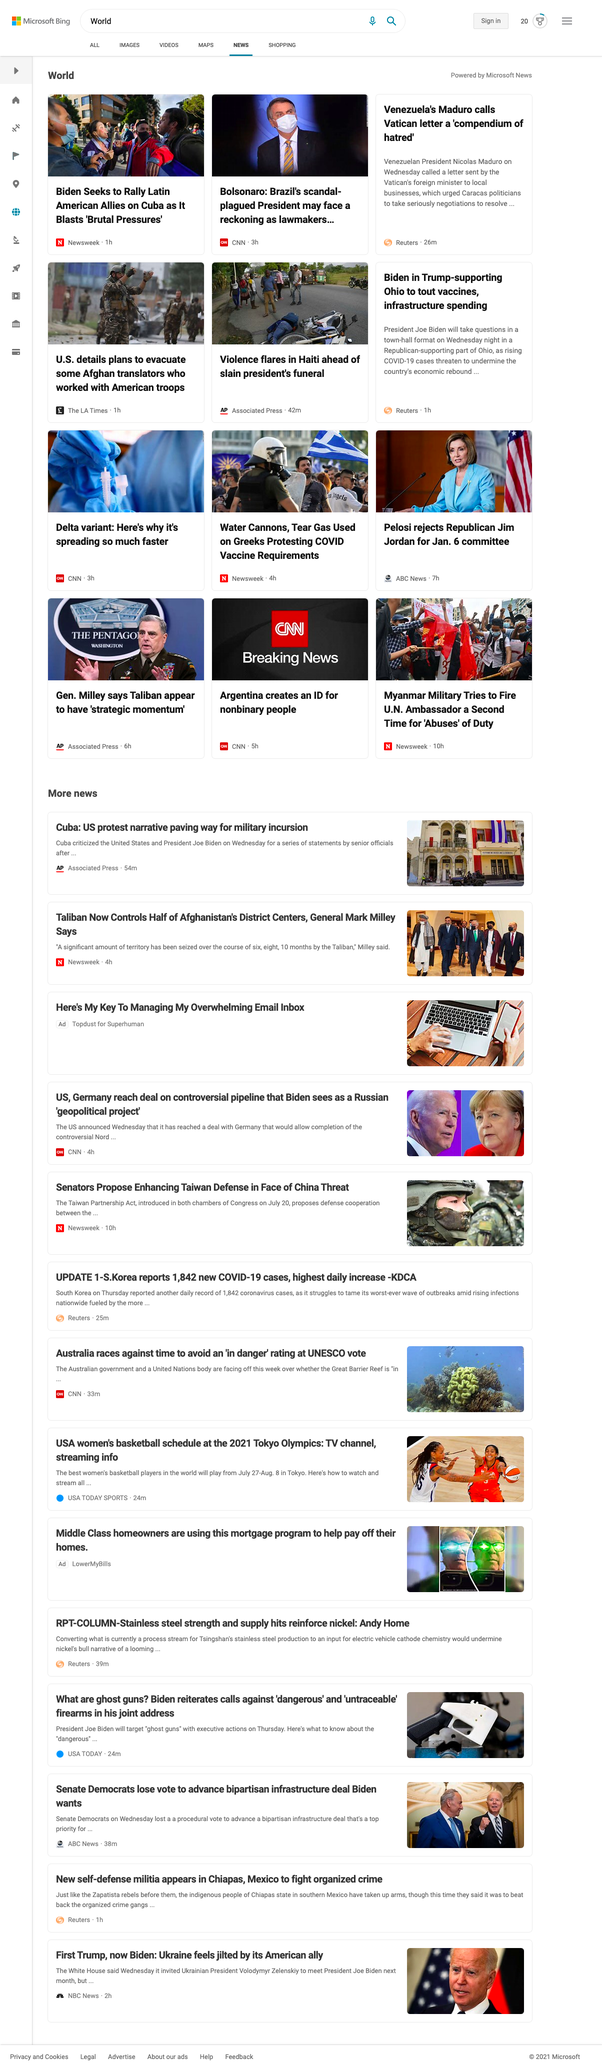 Microsoft Bing
World
Sign in
20
ALL
IMAGES
VIDEOS
MAPS
NEWS
SHOPPING
World
Powered by Microsoft News
Biden Seeks to Rally Latin
American Allies on Cuba as It
Blasts 'Brutal Pressures'
Newsweek · 1h
Bolsonaro: Brazil's scandal-
plagued President may face a
reckoning as lawmakers...
CNN · 3h
Venezuela's Maduro calls
Vatican letter a 'compendium of
hatred'
Venezuelan President Nicolas Maduro on
Wednesday called a letter sent by the
Vatican's foreign minister to local
businesses, which urged Caracas politicians
to take seriously negotiations to resolve ...
Reuters · 26m
U.S. details plans to evacuate
some Afghan translators who
worked with American troops
The LA Times · 1h
Violence flares in Haiti ahead of
slain president's funeral
AP Associated Press · 42m
Biden in Trump-supporting
Ohio to tout vaccines,
infrastructure spending
President Joe Biden will take questions in a
town-hall format on Wednesday night in a
Republican-supporting part of Ohio, as rising
COVID-19 cases threaten to undermine the
country's economic rebound ...
Reuters · 1h
Delta variant: Here's why it's
spreading so much faster
CNN · 3h
Water Cannons, Tear Gas Used
on Greeks Protesting COVID
Vaccine Requirements
Newsweek · 4h
Pelosi rejects Republican Jim
Jordan for Jan. 6 committee
ABC News · 7h
THE PENTAGON
WASHINGTON
Gen. Milley says Taliban appear
to have 'strategic momentum'
AP Associated Press · 6h
CNN
Breaking News
Argentina creates an ID for
nonbinary people
CNN · 5h
Myanmar Military Tries to Fire
U.N. Ambassador a Second
Time for 'Abuses' of Duty
Newsweek · 10h
More news
Cuba: US protest narrative paving way for military incursion
Cuba criticized the United States and President Joe Biden on Wednesday for a series of statements by senior officials
after ...
AP Associated Press · 54m
Taliban Now Controls Half of Afghanistan's District Centers, General Mark Milley
Says
"A significant amount of territory has been seized over the course of six, eight, 10 months by the Taliban," Milley said.
Newsweek · 4h
Here's My Key To Managing My Overwhelming Email Inbox
Ad Topdust for Superhuman
US, Germany reach deal on controversial pipeline that Biden sees as a Russian
'geopolitical project'
The US announced Wednesday that it has reached a deal with Germany that would allow completion of the
controversial Nord ...
CNN · 4h
Senators Propose Enhancing Taiwan Defense in Face of China Threat
The Taiwan Partnership Act, introduced in both chambers of Congress on July 20, proposes defense cooperation
between the ...
Newsweek · 10h
UPDATE 1-S.Korea reports 1,842 new COVID-19 cases, highest daily increase -KDCA
South Korea on Thursday reported another daily record of 1,842 coronavirus cases, as it struggles to tame its worst-ever wave of outbreaks amid rising infections
nationwide fueled by the more ...
Reuters · 25m
Australia races against time to avoid an 'in danger' rating at UNESCO vote
The Australian government and a United Nations body are facing off this week over whether the Great Barrier Reef is "in
...
CNN · 33m
USA women's basketball schedule at the 2021 Tokyo Olympics: TV channel,
streaming info
The best women's basketball players in the world will play from July 27-Aug. 8 in Tokyo. Here's how to watch and
stream all ...
USA TODAY SPORTS · 24m
Middle Class homeowners are using this mortgage program to help pay off their
homes.
Ad LowerMyBills
RPT-COLUMN-Stainless steel strength and supply hits reinforce nickel: Andy Home
Converting what is currently a process stream for Tsingshan's stainless steel production to an input for electric vehicle cathode chemistry would undermine
nickel's bull narrative of a looming ...
Reuters · 39m
What are ghost guns? Biden reiterates calls against 'dangerous' and 'untraceable'
firearms in his joint address
President Joe Biden will target "ghost guns" with executive actions on Thursday. Here's what to know about the
"dangerous" ...
USA TODAY · 24m
Senate Democrats lose vote to advance bipartisan infrastructure deal Biden
wants
Senate Democrats on Wednesday lost a a procedural vote to advance a bipartisan infrastructure deal that's a top
priority for ...
ABC News · 38m
New self-defense militia appears in Chiapas, Mexico to fight organized crime
Just like the Zapatista rebels before them, the indigenous people of Chiapas state in southern Mexico have taken up arms, though this time they said it was to beat
back the organized crime gangs ...
Reuters · 1h
First Trump, now Biden: Ukraine feels jilted by its American ally
The White House said Wednesday it invited Ukrainian President Volodymyr Zelenskiy to meet President Joe Biden next
month, but ...
NBC News · 2h
Privacy and Cookies
Legal
Advertise
About our ads
Help
Feedback
© 2021 Microsoft